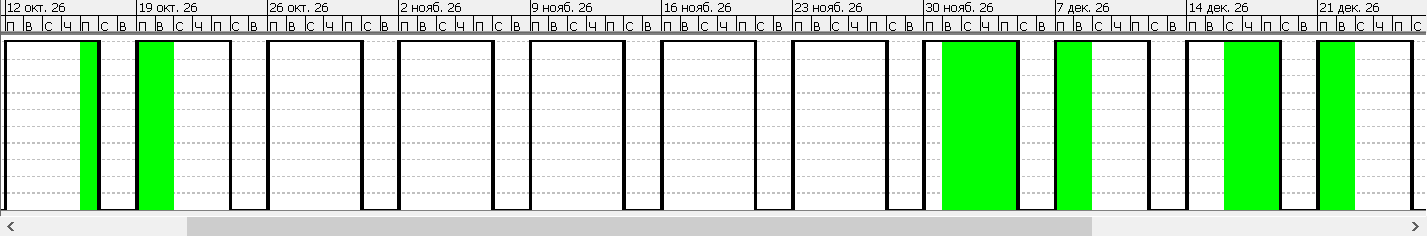 12 окт. 26 19 окт. 26 26 окт. 26 2 нояб. 26 9 нояб. 26 16 нояб. 26 23 нояб. 26 30 нояб. 26 7 дек. 26 14 дек. 26 21 дек. 26
П В С Ч П С В П В С Ч П С В П В С Ч П С В П В С Ч П С В П В С Ч П С В П В С Ч П С В П В С Ч П С В П В С Ч П С В П В С Ч П С В П В С Ч П С В П В С Ч П С